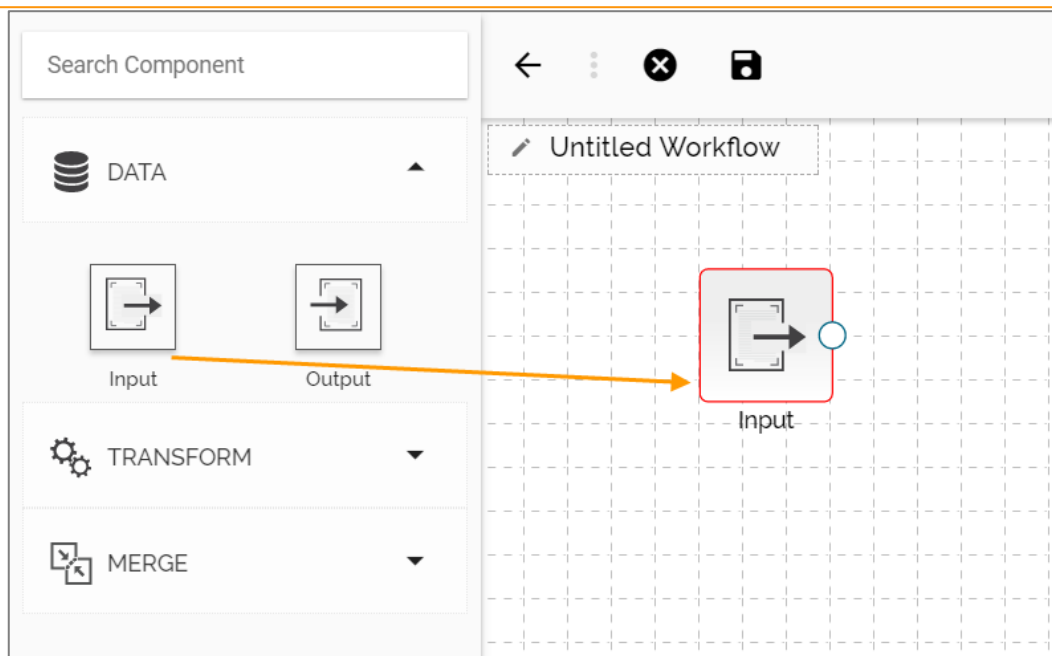 Search Component
DATA
Input
Output
TRANSFORM
MERGE
Untitled Workflow
Input